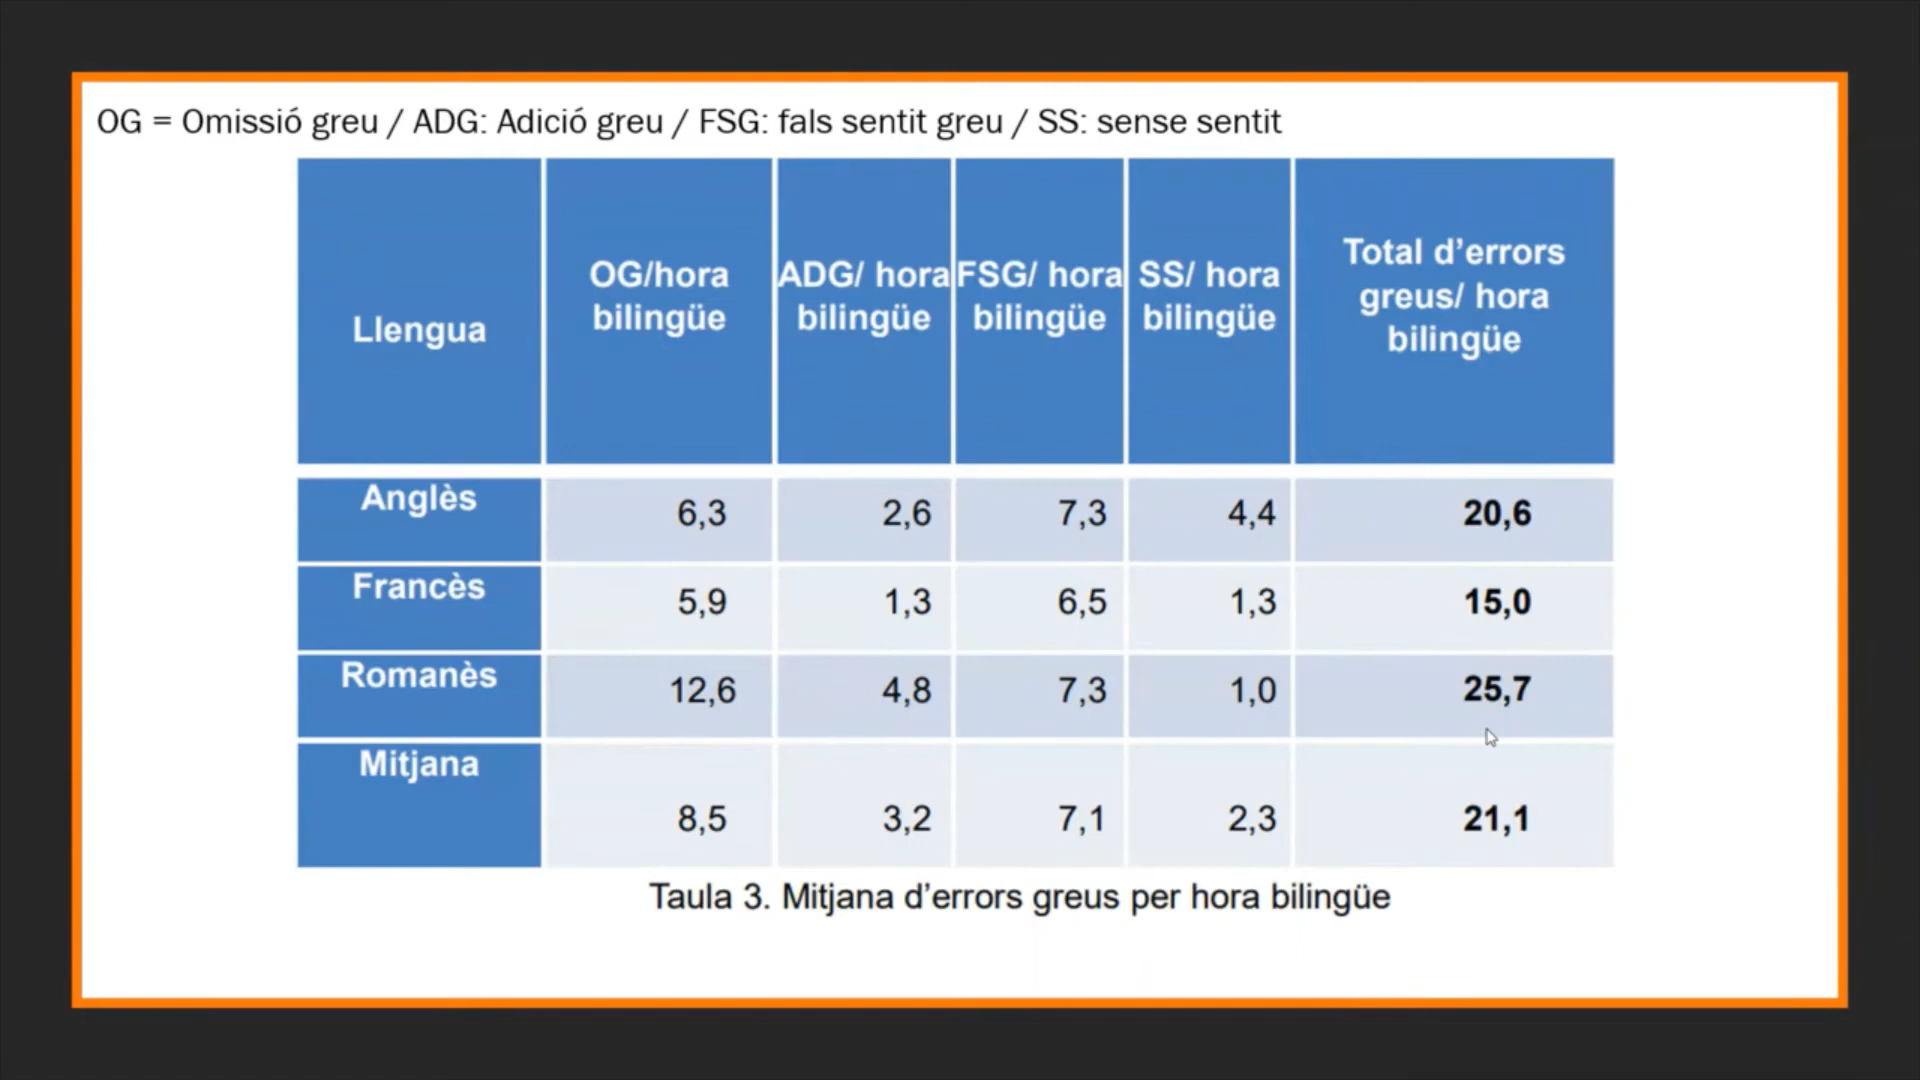 OG = Omissió greu / ADG: Adició greu / FSG: fals sentit greu / SS: sense sentit
Llengua OG/hora bilingüe ADG/ hora bilingüe FSG/ hora bilingüe SS/ hora bilingüe Total d’errors greus/ hora bilingüe
Anglès 6,3 2,6 7,3 4,4 20,6
Francès 5,9 1,3 6,5 1,3 15,0
Romanès 12,6 4,8 7,3 1,0 25,7
Mitjana 8,5 3,2 7,1 2,3 21,1
Taula 3. Mitjana d’errors greus per hora bilingüe